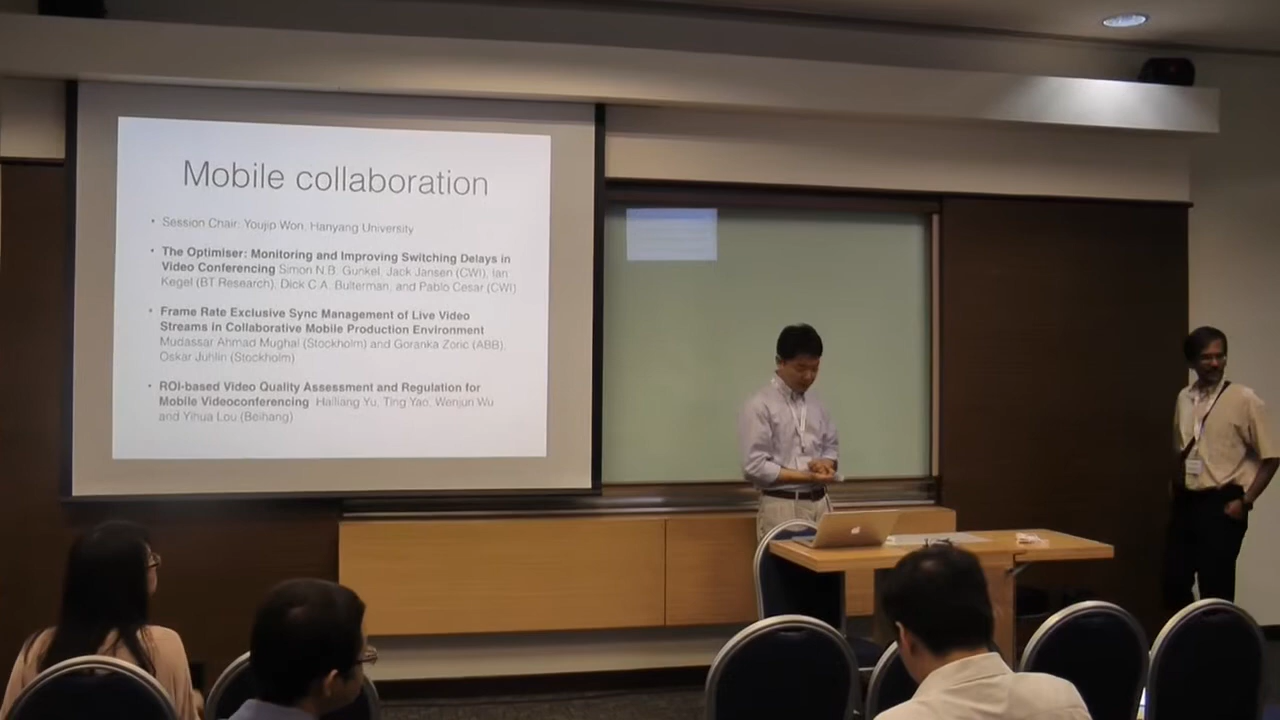 Mobile collaboration
• Session Chair: Youjip Won, Hanyang University
• The Optimiser: Monitoring and Improving Switching Delays in
Video Conferencing Simon N.B. Gunkel, Jack Jansen (CWI), Ian
Kegel (BT Research), Dick C.A. Bulterman, and Pablo Cesar (CWI)
• Frame Rate Exclusive Sync Management of Live Video
Streams in Collaborative Mobile Production Environment
Mudassar Ahmad Mughal (Stockholm) and Goranka Zoric (ABB),
Oskar Juhlin (Stockholm)
• ROI-based Video Quality Assessment and Regulation for
Mobile Videoconferencing Hailiang Yu, Ting Yao, Wenjun Wu
and Yihua Lou (Beihang)